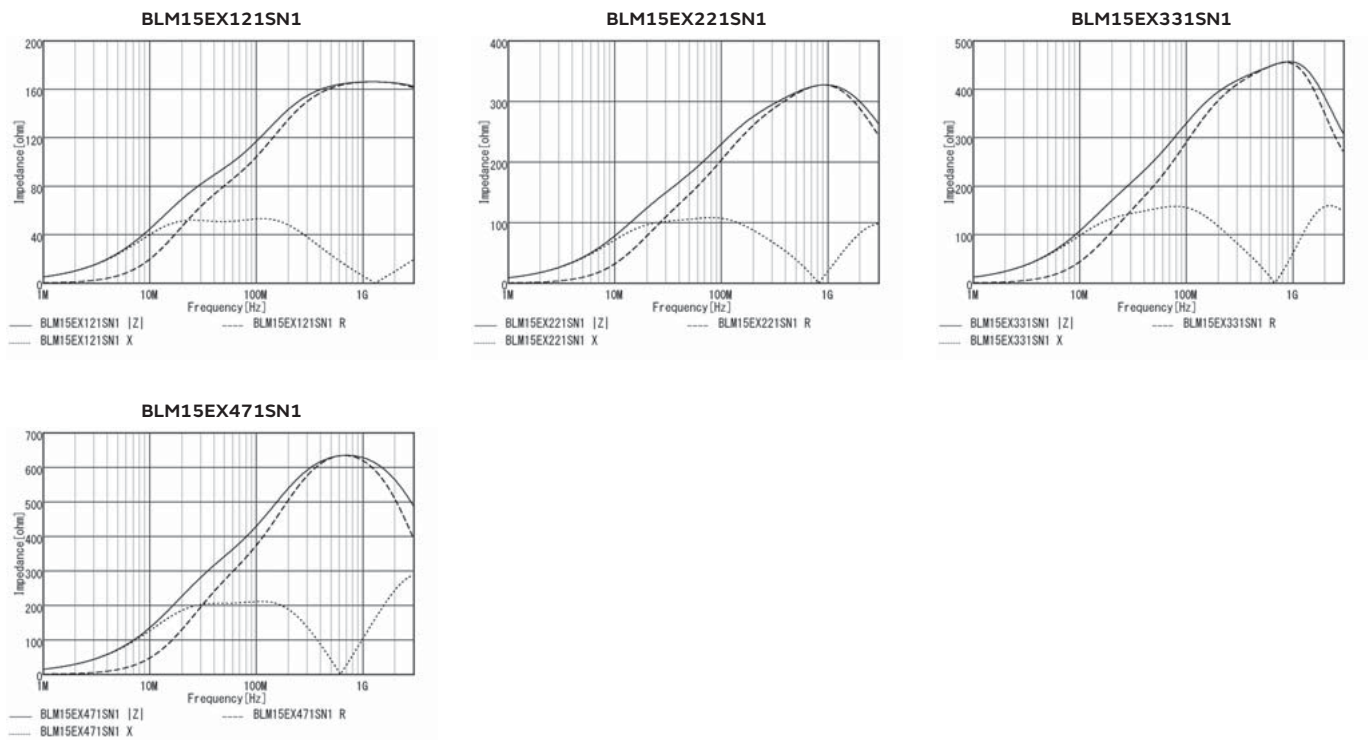 BLM15EX121SN1
200
160
120
80
40
0
Impedance[ohm]
1M 10M 100M 1G
Frequency[Hz]
BLM15EX121SN1 |Z| BLM15EX121SN1 R
BLM15EX121SN1 X
BLM15EX221SN1
400
300
200
100
0
Impedance[ohm]
1M 10M 100M 1G
Frequency[Hz]
BLM15EX221SN1 |Z| BLM15EX221SN1 R
BLM15EX221SN1 X
BLM15EX331SN1
500
400
300
200
100
0
Impedance[ohm]
1M 10M 100M 1G
Frequency[Hz]
BLM15EX331SN1 |Z| BLM15EX331SN1 R
BLM15EX331SN1 X
BLM15EX471SN1
700
600
500
400
300
200
100
0
Impedance[ohm]
1M 10M 100M 1G
Frequency[Hz]
BLM15EX471SN1 |Z| BLM15EX471SN1 R
BLM15EX471SN1 X